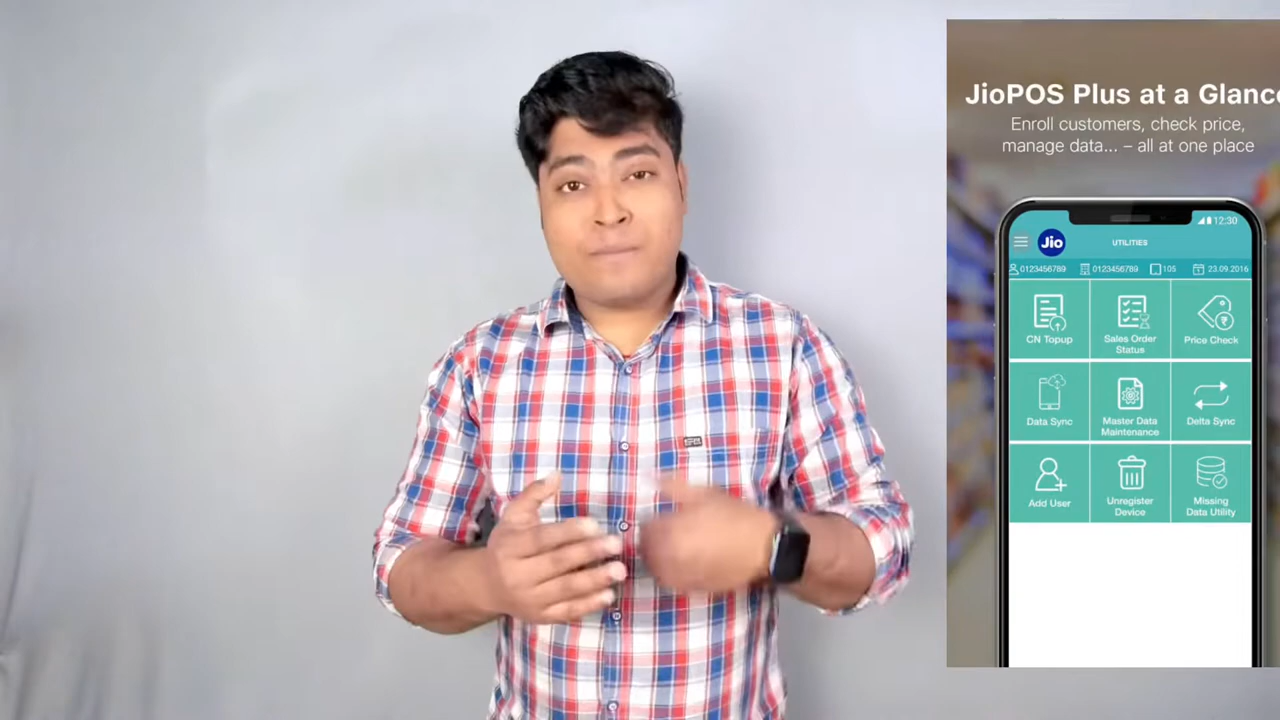 JioPOS Plus at a Glance
Enroll customers, check price,
manage data... – all at one place
12:30
Jio
UTILITIES
0123456789 0123456789 105 23.09.2016
CN Topup
Sales Order
Status
Price Check
Data Sync
Master Data
Maintenance
Delta Sync
Add User
Unregister
Device
Missing
Data Utility